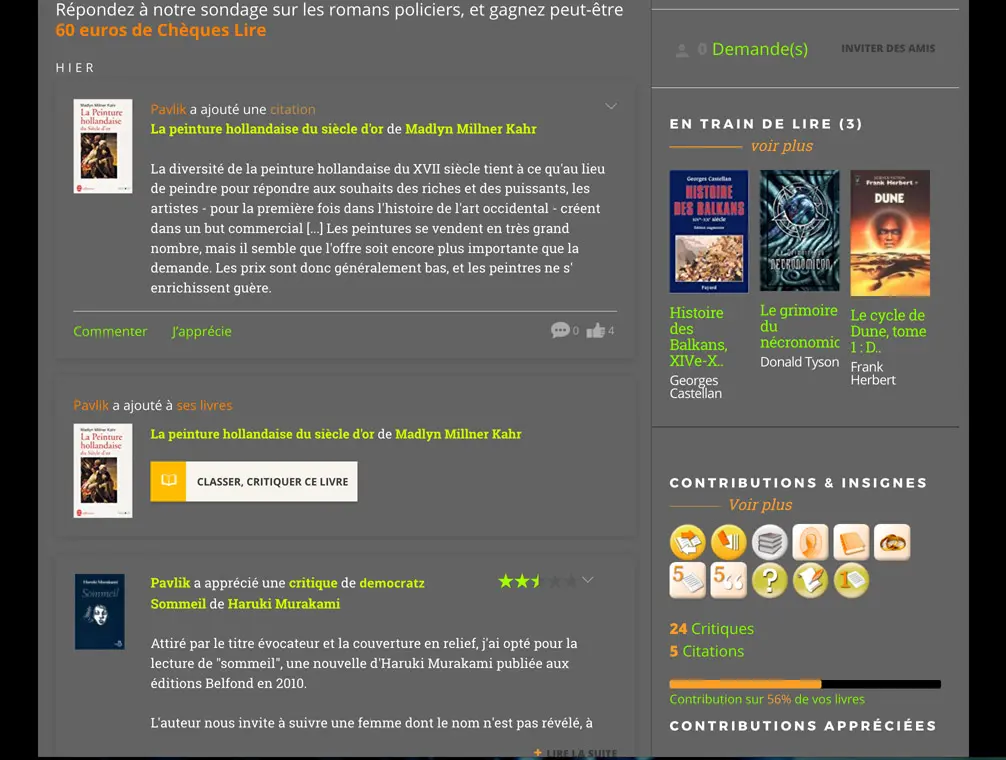 Répondez à notre sondage sur les romans policiers, et gagnez peut-être
60 euros de Chèques Lire
HIER
Madlyn Millner Kahr
La Peinture
hollandaise
du Siècle d'or
Pavlik a ajouté une citation
La peinture hollandaise du siècle d'or de Madlyn Millner Kahr
La diversité de la peinture hollandaise du XVII siècle tient à ce qu'au lieu
de peindre pour répondre aux souhaits des riches et des puissants, les
artistes - pour la première fois dans l'histoire de l'art occidental - créent
dans un but commercial [...] Les peintures se vendent en très grand
nombre, mais il semble que l'offre soit encore plus importante que la
demande. Les prix sont donc généralement bas, et les peintres ne s'
enrichissent guère.
Commenter J'apprécie 0 4
Pavlik a ajouté à ses livres
Madlyn Millner Kahr
La Peinture
hollandaise
du Siècle d'or
La peinture hollandaise du siècle d'or de Madlyn Millner Kahr
CLASSER, CRITIQUER CE LIVRE
Haruki Murakami
Sommeil
Pavlik a apprécié une critique de democratz
Sommeil de Haruki Murakami
Attiré par le titre évocateur et la couverture en relief, j'ai opté pour la
lecture de "sommeil", une nouvelle d'Haruki Murakami publiée aux
éditions Belfond en 2010.
L'auteur nous invite à suivre une femme dont le nom n'est pas révélé, à
+ LIRE LA SUITE
0 Demande(s) INVITER DES AMIS
EN TRAIN DE LIRE (3)
voir plus
Georges Castellan
HISTOIRE
DES BALKANS
XIVe-XXe siècle
Fayard
NECRONOMICON
SCIENCE-FICTION
Frank Herbert
DUNE
Histoire
des
Balkans,
XIVe-X..
Georges
Castellan
Le grimoire
du
nécronomic
Donald Tyson
Le cycle de
Dune, tome
1 : D..
Frank
Herbert
CONTRIBUTIONS & INSIGNES
Voir plus
5 5 ? 1
24 Critiques
5 Citations
Contribution sur 56% de vos livres
CONTRIBUTIONS APPRÉCIÉES